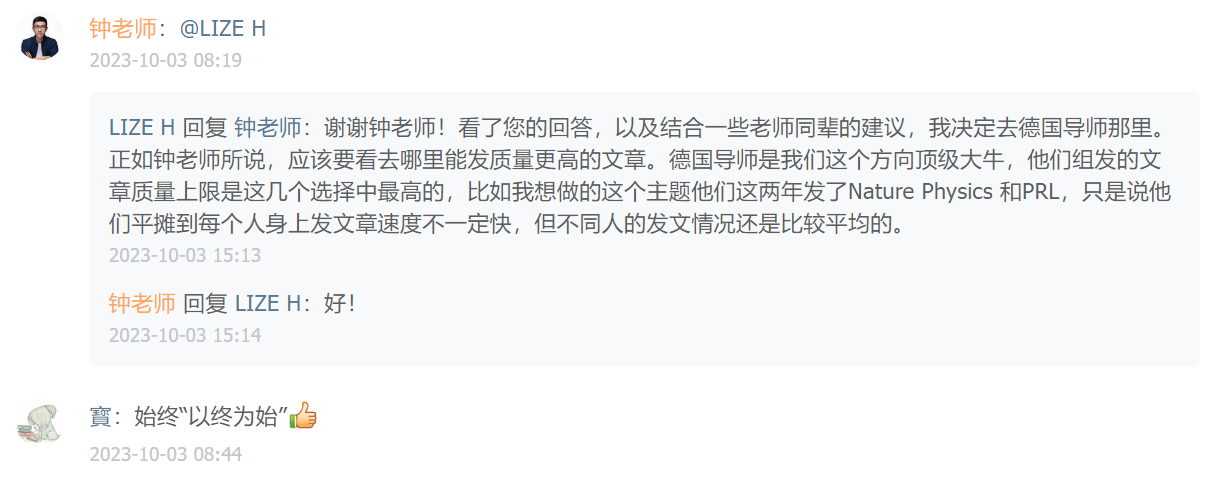 钟老师：@LIZE H
2023-10-03 08:19
LIZE H 回复 钟老师：谢谢钟老师！看了您的回答，以及结合一些老师同辈的建议，我决定去德国导师那里。
正如钟老师所说，应该要看去哪里能发质量更高的文章。德国导师是我们这个方向顶级大牛，他们组发的文
章质量上限是这几个选择中最高的，比如我想做的这个主题他们这两年发了Nature Physics 和PRL，只是说他
们平摊到每个人身上发文章速度不一定快，但不同人的发文情况还是比较平均的。
2023-10-03 15:13
钟老师 回复 LIZE H：好！
2023-10-03 15:14
寳：始终“以终为始”👍
2023-10-03 08:44